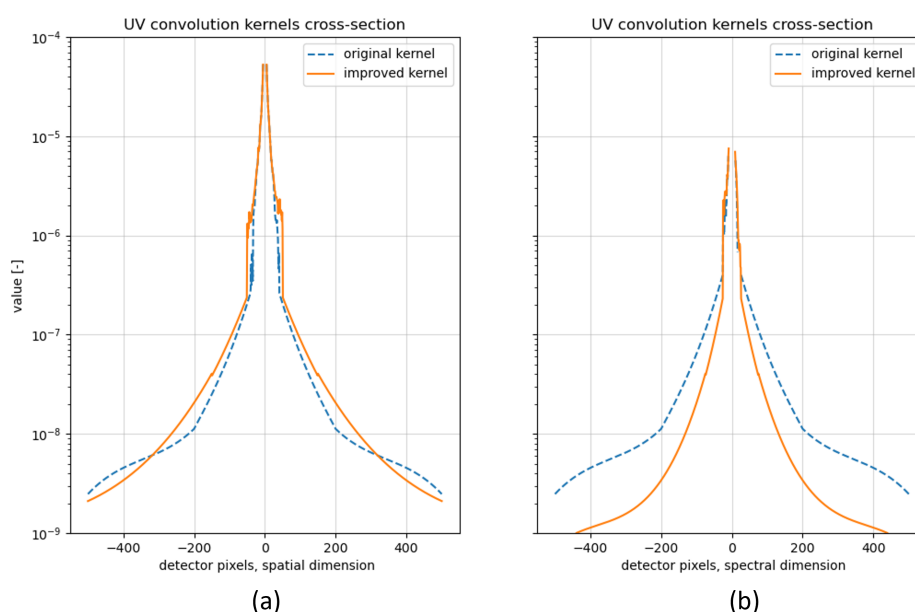 UV convolution kernels cross-section
original kernel
improved kernel
value [-]
10⁻⁴
10⁻⁵
10⁻⁶
10⁻⁷
10⁻⁸
10⁻⁹
−400 −200 0 200 400
detector pixels, spatial dimension
(a)
UV convolution kernels cross-section
original kernel
improved kernel
−400 −200 0 200 400
detector pixels, spectral dimension
(b)